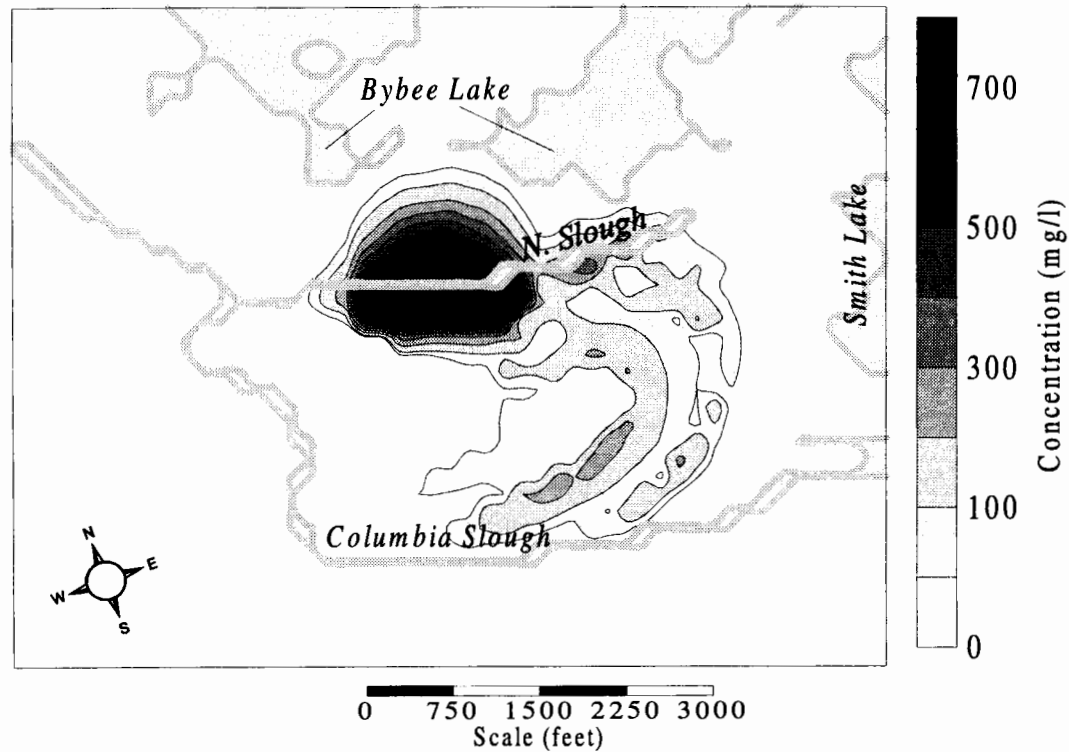 Bybee Lake
N. Slough
Smith Lake
Columbia Slough
N
E
W
S
700
500
300
100
0
Concentration (mg/l)
0 750 1500 2250 3000
Scale (feet)